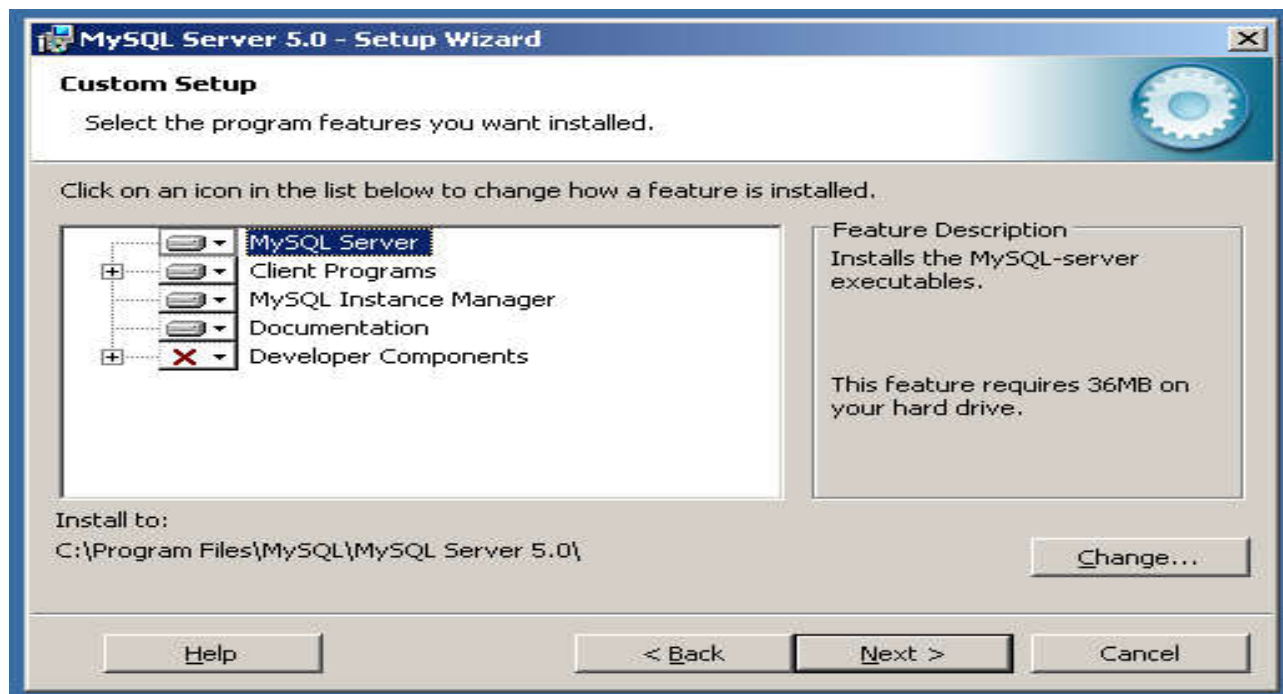 MySQL Server 5.0 - Setup Wizard
Custom Setup
Select the program features you want installed.
Click on an icon in the list below to change how a feature is installed.
MySQL Server
Client Programs
MySQL Instance Manager
Documentation
Developer Components
Feature Description
Installs the MySQL-server
executables.
This feature requires 36MB on
your hard drive.
Install to:
C:\Program Files\MySQL\MySQL Server 5.0\
Change...
Help
< Back
Next >
Cancel